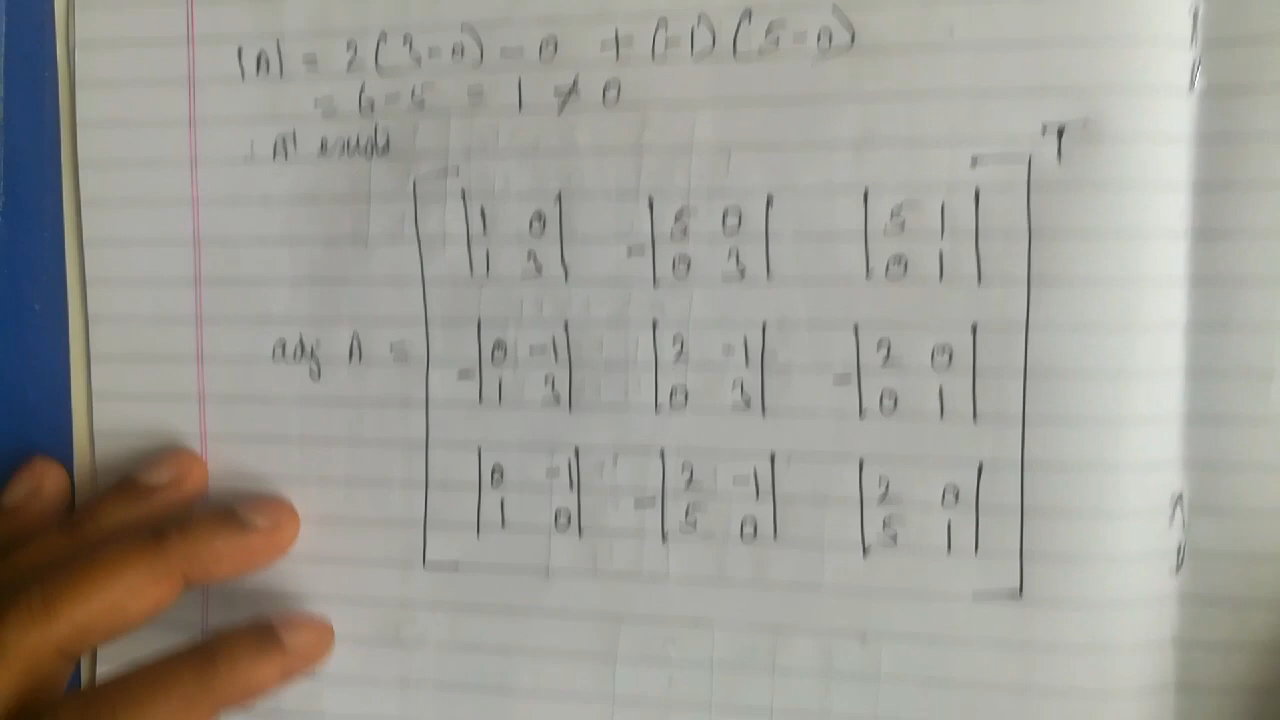 |A| = 2(3-0) - 0 + (-1)(5-0)
= 6-5 = 1 ≠ 0
∴ A⁻¹ exists
T
|1 0| -|5 0| |5 1|
|1 3| |0 3| |0 1|
adj A = -|0 -1| |2 -1| -|2 0|
|1 3| |0 3| |0 1|
|0 -1| -|2 -1| |2 0|
|1 0| |5 0| |5 1|